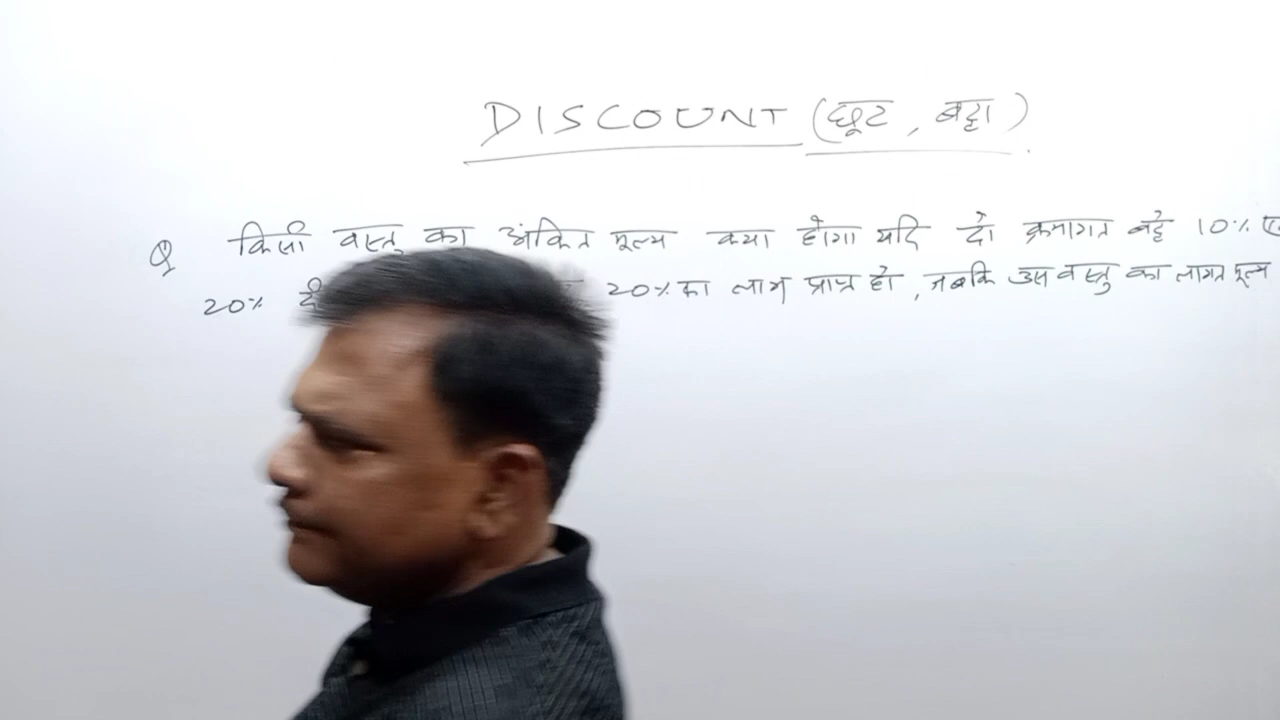 DISCOUNT (छूट, बट्टा)
Q किसी वस्तु का अंकित मूल्य क्या होगा यदि दो क्रमागत बट्टे 10%
20% 20% का लाभ प्राप्त हो, जबकि उस वस्तु का लागत मूल्य